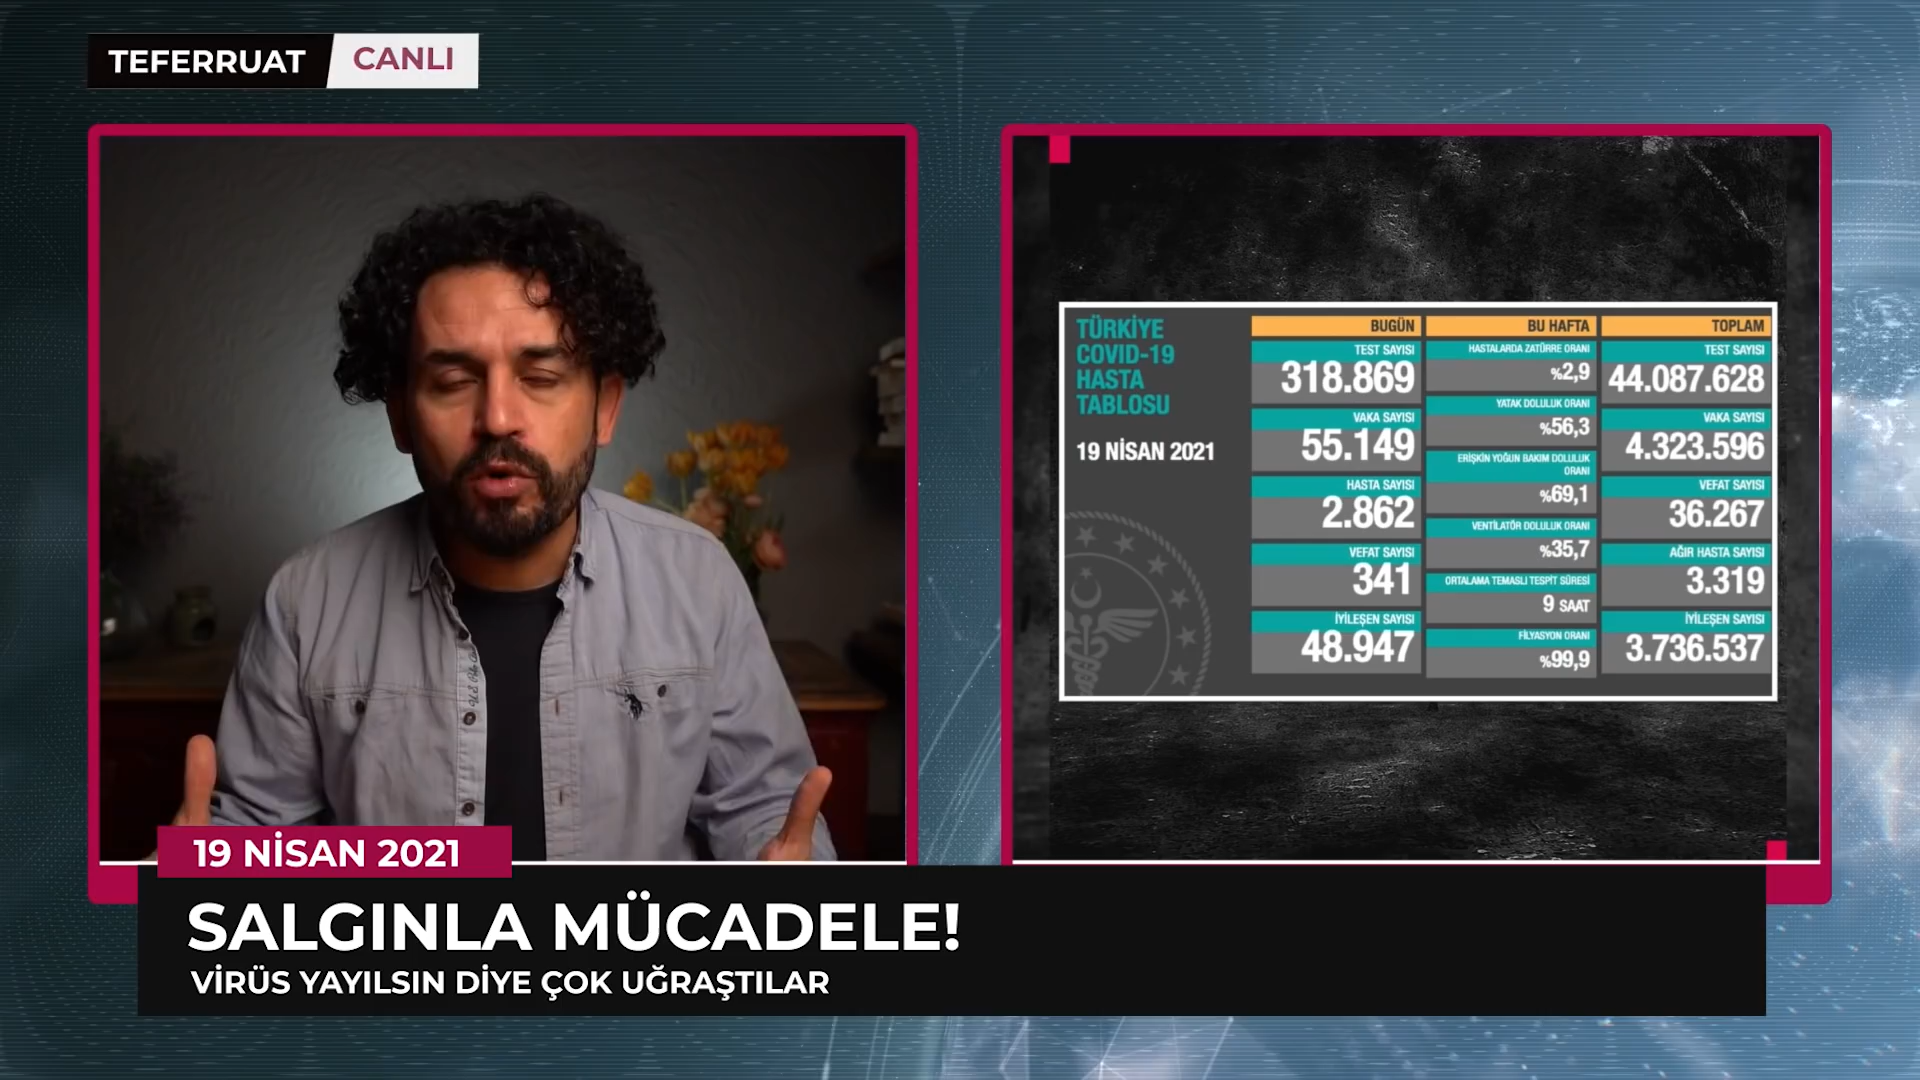 TEFERRUAT CANLI
TÜRKİYE
COVID-19
HASTA
TABLOSU
19 NİSAN 2021
BUGÜN
TEST SAYISI
318.869
VAKA SAYISI
55.149
HASTA SAYISI
2.862
VEFAT SAYISI
341
İYİLEŞEN SAYISI
48.947
BU HAFTA
HASTALARDA ZATÜRRE ORANI
%2,9
YATAK DOLULUK ORANI
%56,3
ERİŞKİN YOĞUN BAKIM DOLULUK
ORANI
%69,1
VENTİLATÖR DOLULUK ORANI
%35,7
ORTALAMA TEMASLI TESPİT SÜRESİ
9 SAAT
FİLYASYON ORANI
%99,9
TOPLAM
TEST SAYISI
44.087.628
VAKA SAYISI
4.323.596
VEFAT SAYISI
36.267
AĞIR HASTA SAYISI
3.319
İYİLEŞEN SAYISI
3.736.537
19 NİSAN 2021
SALGINLA MÜCADELE!
VİRÜS YAYILSIN DİYE ÇOK UĞRAŞTILAR